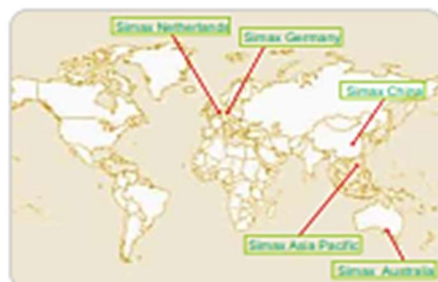 Simax Netherlands
Simax Germany
Simax China
Simax Asia Pacific
Simax Australia